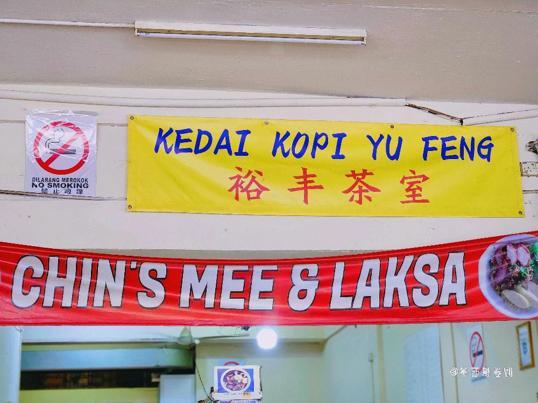 KEDAI KOPI YU FENG
裕丰茶室
DILARANG MEROKOK
NO SMOKING
CHIN'S MEE & LAKSA